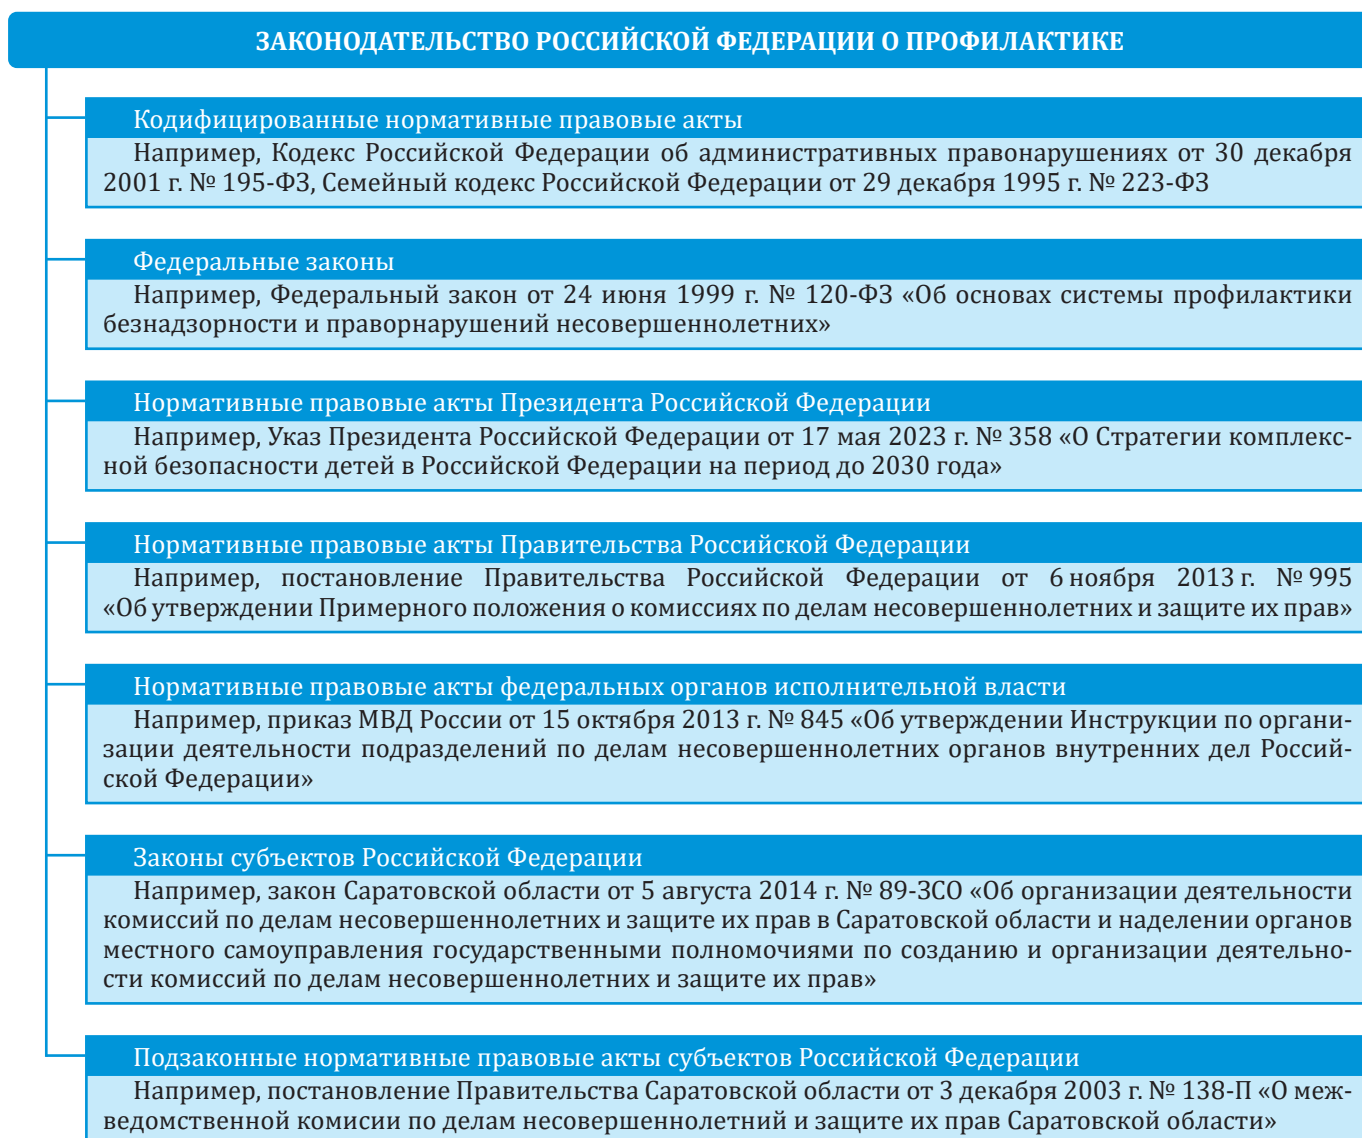 ЗАКОНОДАТЕЛЬСТВО РОССИЙСКОЙ ФЕДЕРАЦИИ О ПРОФИЛАКТИКЕ
Кодифицированные нормативные правовые акты
Например, Кодекс Российской Федерации об административных правонарушениях от 30 декабря
2001 г. № 195-ФЗ, Семейный кодекс Российской Федерации от 29 декабря 1995 г. № 223-ФЗ
Федеральные законы
Например, Федеральный закон от 24 июня 1999 г. № 120-ФЗ «Об основах системы профилактики
безнадзорности и праворнарушений несовершеннолетних»
Нормативные правовые акты Президента Российской Федерации
Например, Указ Президента Российской Федерации от 17 мая 2023 г. № 358 «О Стратегии комплекс-
ной безопасности детей в Российской Федерации на период до 2030 года»
Нормативные правовые акты Правительства Российской Федерации
Например, постановление Правительства Российской Федерации от 6 ноября 2013 г. № 995
«Об утверждении Примерного положения о комиссиях по делам несовершеннолетних и защите их прав»
Нормативные правовые акты федеральных органов исполнительной власти
Например, приказ МВД России от 15 октября 2013 г. № 845 «Об утверждении Инструкции по органи-
зации деятельности подразделений по делам несовершеннолетних органов внутренних дел Россий-
ской Федерации»
Законы субъектов Российской Федерации
Например, закон Саратовской области от 5 августа 2014 г. № 89-ЗСО «Об организации деятельности
комиссий по делам несовершеннолетних и защите их прав в Саратовской области и наделении органов
местного самоуправления государственными полномочиями по созданию и организации деятельно-
сти комиссий по делам несовершеннолетних и защите их прав»
Подзаконные нормативные правовые акты субъектов Российской Федерации
Например, постановление Правительства Саратовской области от 3 декабря 2003 г. № 138-П «О меж-
ведомственной комисии по делам несовершеннолетний и защите их прав Саратовской области»